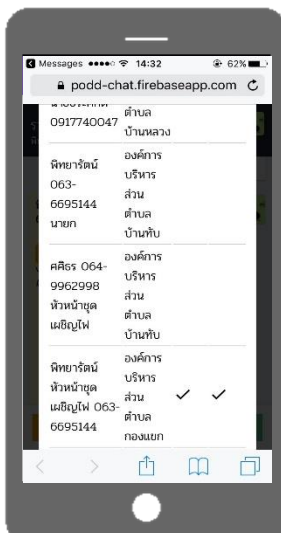 Messages 14:32 62%
podd-chat.firebaseapp.com
0917740047 ตำบล
บ้านหลวง
พิทยารัตน์
063-
6695144
นายก
องค์การ
บริหาร
ส่วน
ตำบล
บ้านทับ
ศศิธร 064-
9962998
หัวหน้าชุด
เผชิญไฟ
องค์การ
บริหาร
ส่วน
ตำบล
บ้านทับ
พิทยารัตน์
หัวหน้าชุด
เผชิญไฟ 063-
6695144
องค์การ
บริหาร
ส่วน
ตำบล
กองแขก